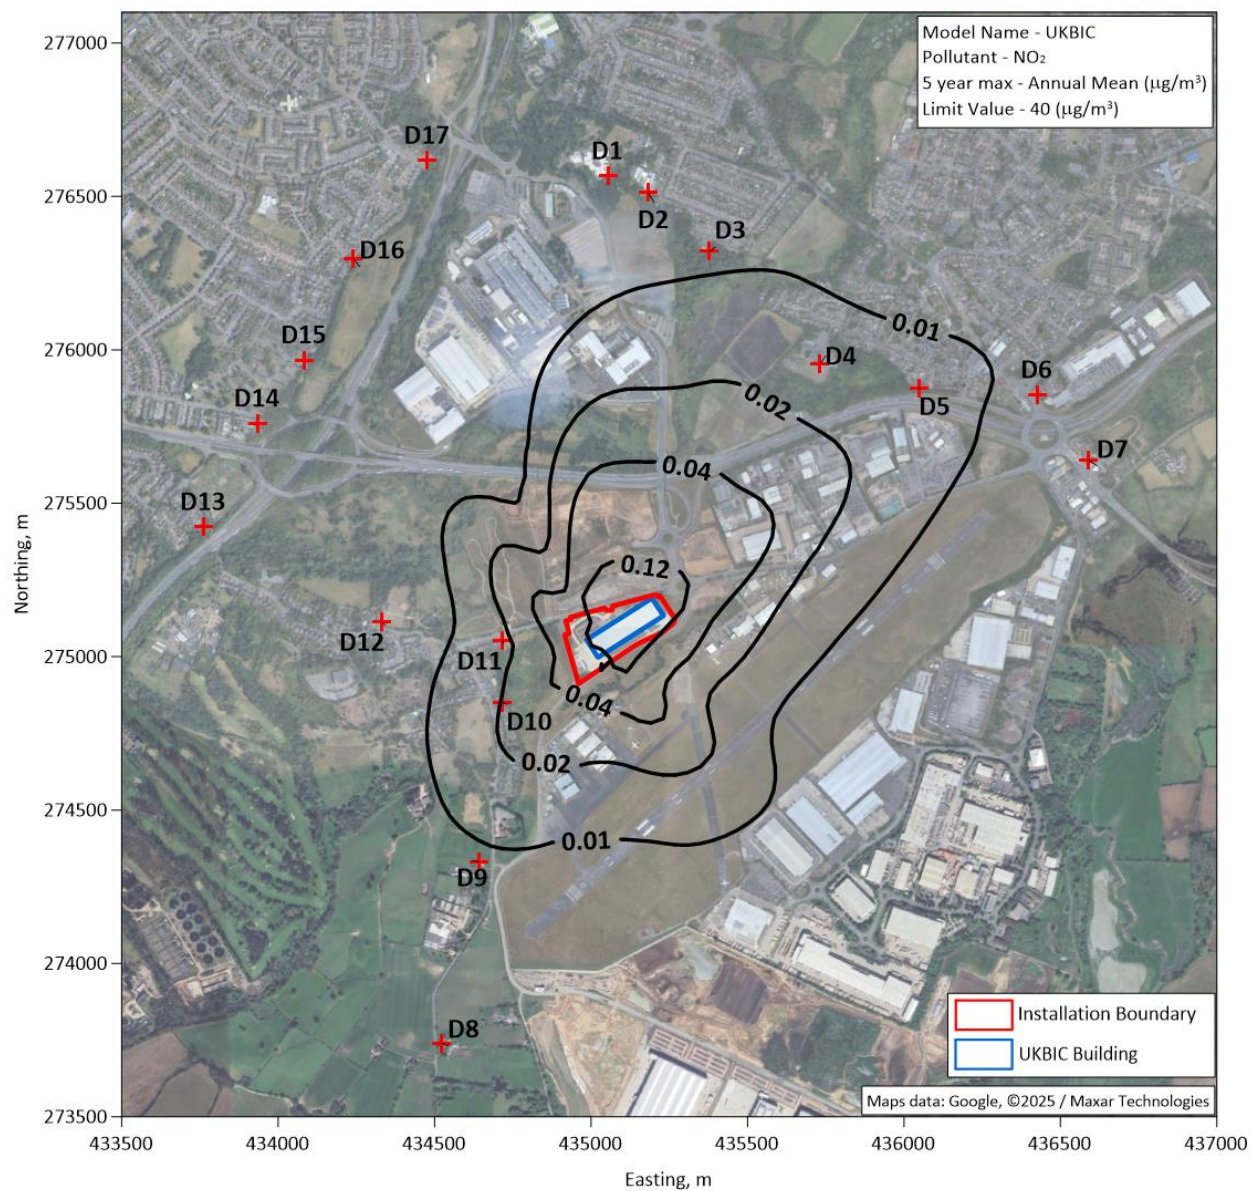 Model Name - UKBIC
Pollutant - NO₂
5 year max - Annual Mean (µg/m³)
Limit Value - 40 (µg/m³)
277000
276500
276000
275500
275000
274500
274000
273500
Northing, m
D17
D1
D2
D3
D16
0.01
D15
D4
D6
D14
0.02
D5
D7
0.04
D13
0.12
D12
D11
0.04
D10
0.02
0.01
D9
D8
Installation Boundary
UKBIC Building
Maps data: Google, ©2025 / Maxar Technologies
433500 434000 434500 435000 435500 436000 436500 437000
Easting, m